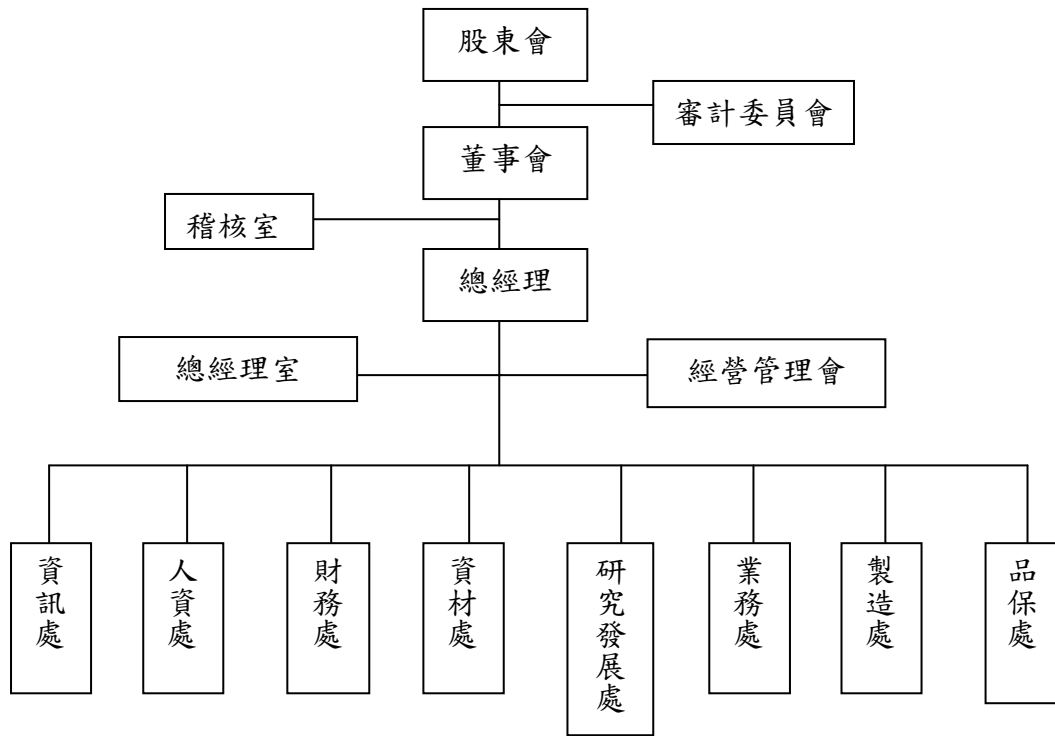 股東會
審計委員會
董事會
稽核室
總經理
總經理室
經營管理會
資訊處
人資處
財務處
資材處
研究發展處
業務處
製造處
品保處